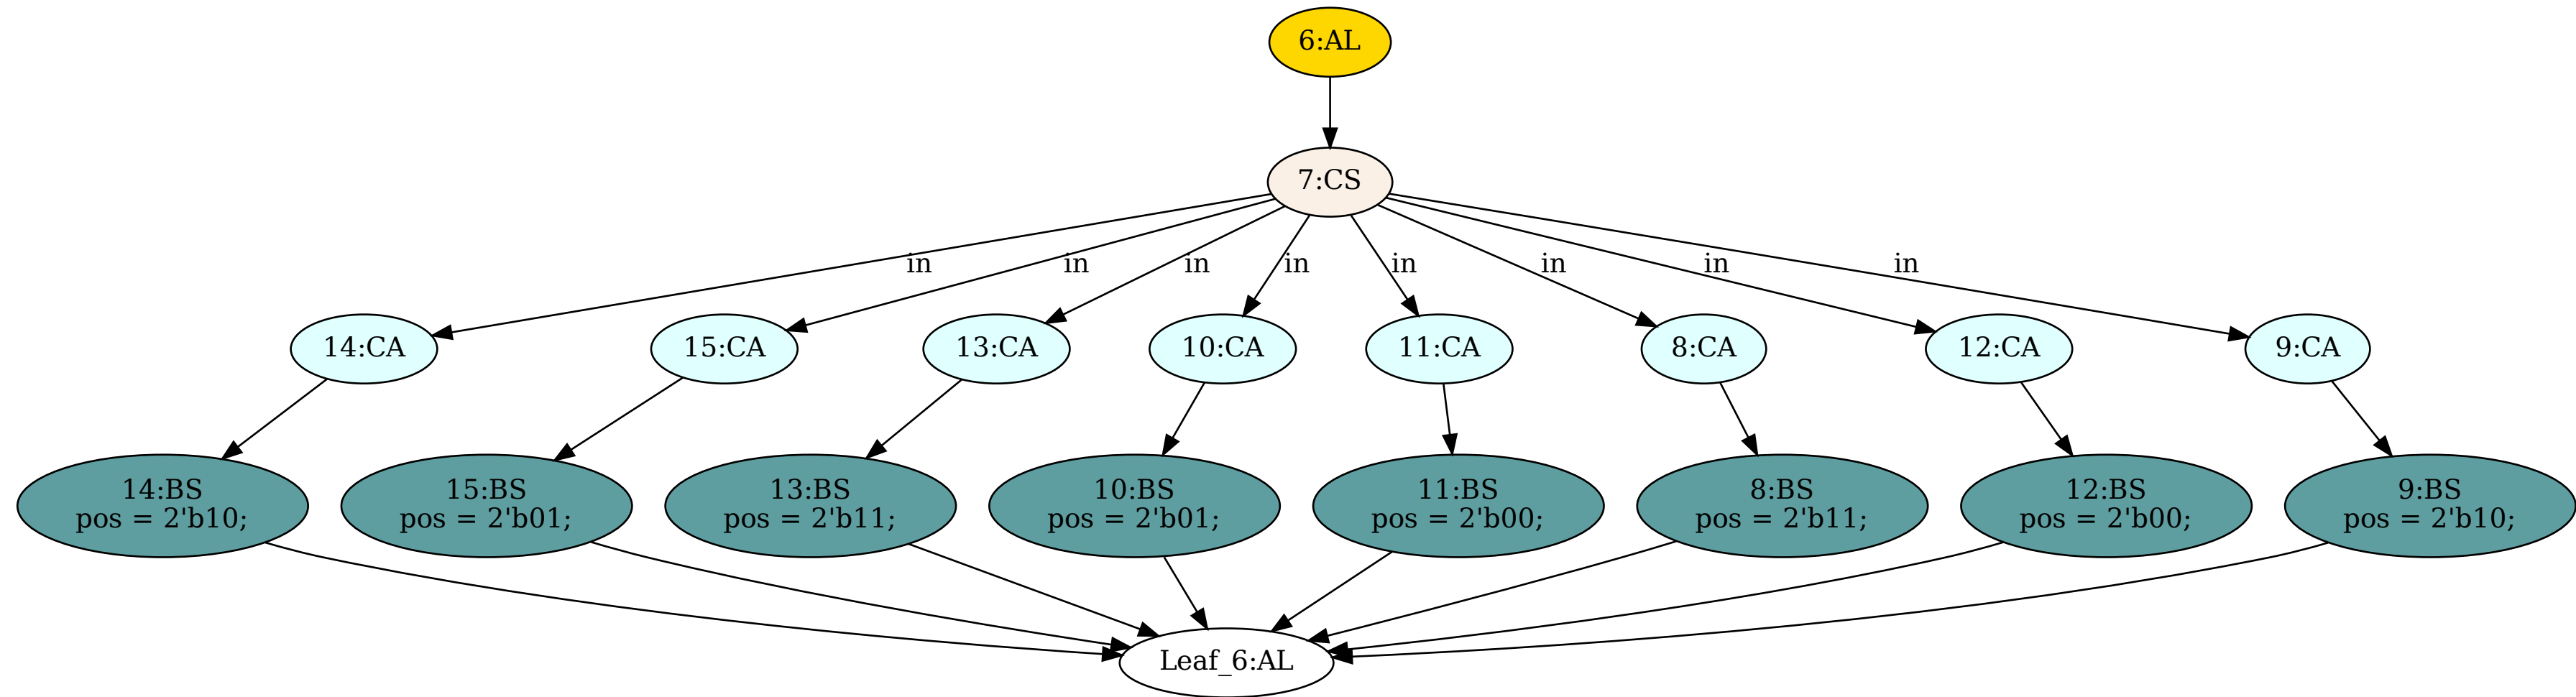 6:AL
7:CS
in
in
in
in
in
in
in
in
14:CA
15:CA
13:CA
10:CA
11:CA
8:CA
12:CA
9:CA
14:BS
pos = 2'b10;
15:BS
pos = 2'b01;
13:BS
pos = 2'b11;
10:BS
pos = 2'b01;
11:BS
pos = 2'b00;
8:BS
pos = 2'b11;
12:BS
pos = 2'b00;
9:BS
pos = 2'b10;
Leaf_6:AL